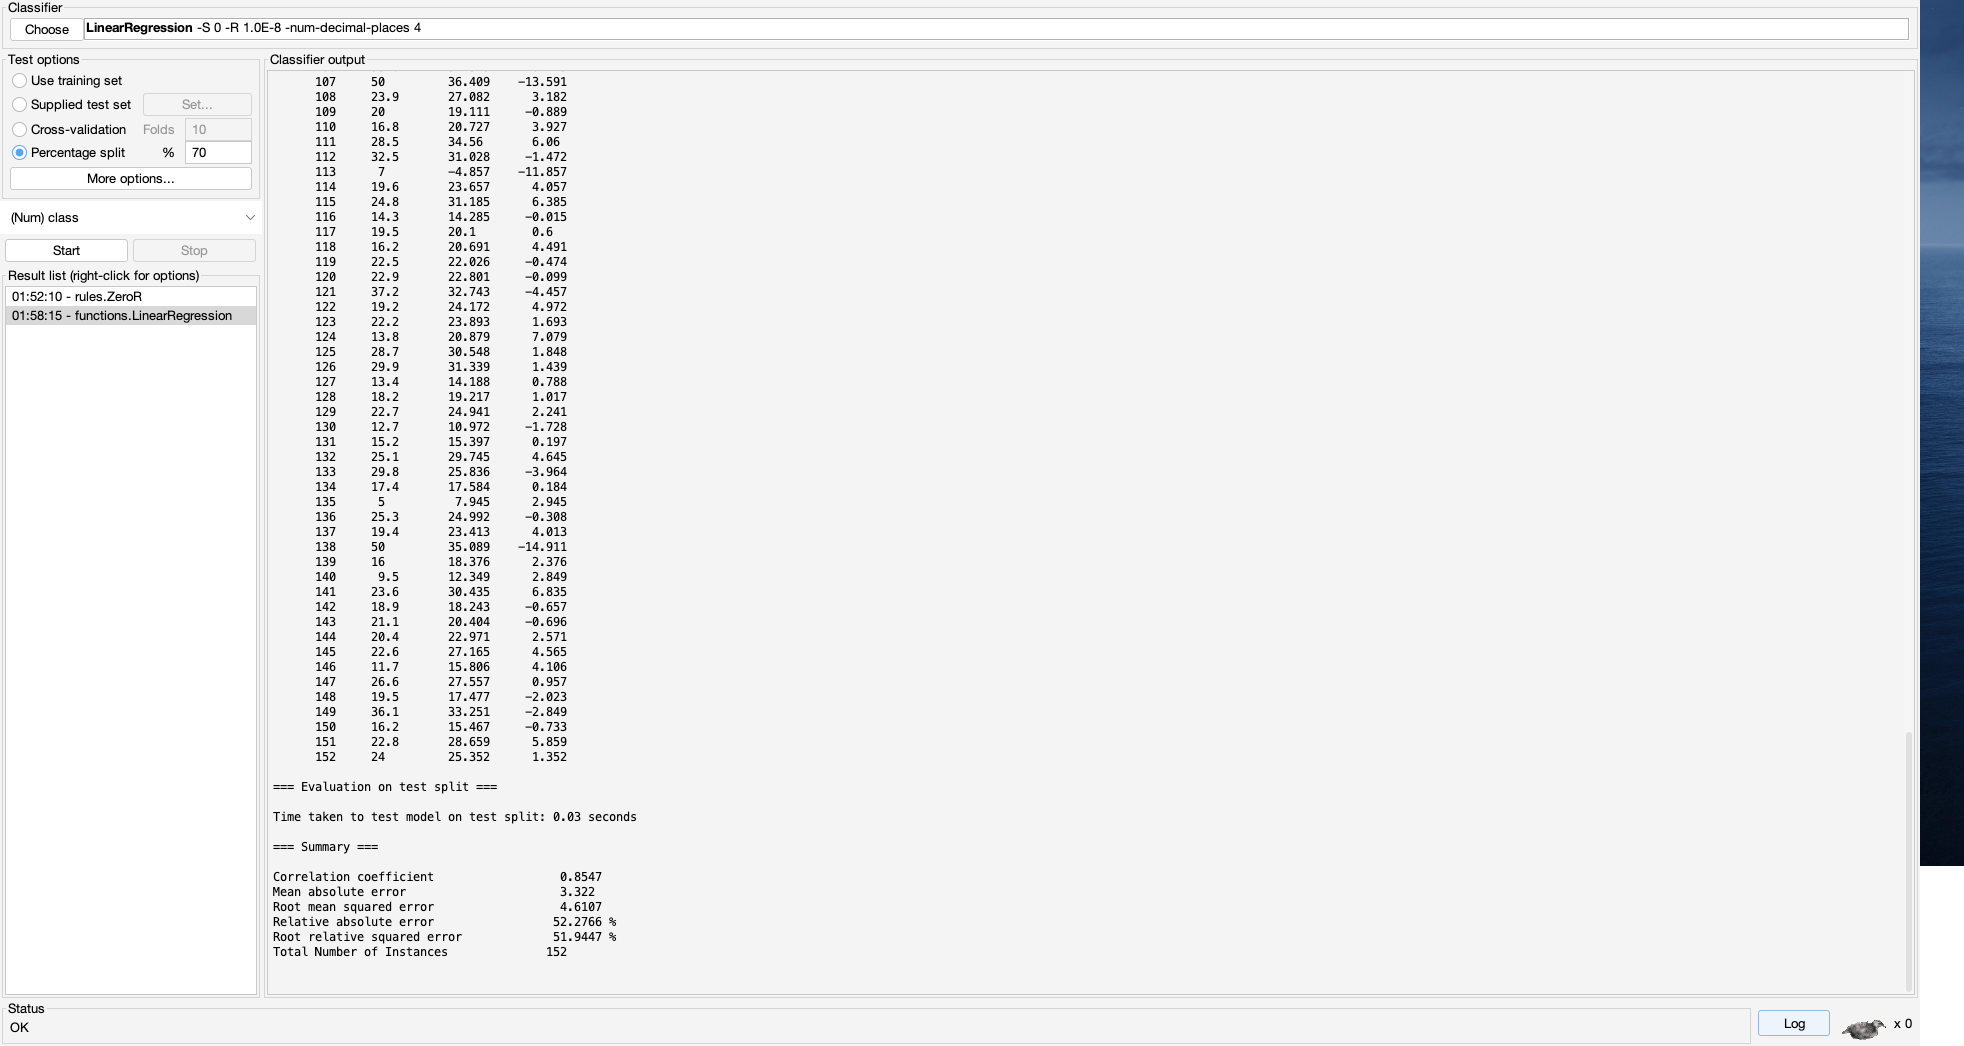 Classifier
Choose LinearRegression -S 0 -R 1.0E-8 -num-decimal-places 4
Test options
Use training set
Supplied test set Set...
Cross-validation Folds 10
Percentage split % 70
More options...
(Num) class
Start Stop
Result list (right-click for options)
01:52:10 - rules.ZeroR
01:58:15 - functions.LinearRegression
Classifier output
107 50 36.409 -13.591
108 23.9 27.082 3.182
109 20 19.111 -0.889
110 16.8 20.727 3.927
111 28.5 34.56 6.06
112 32.5 31.028 -1.472
113 7 -4.857 -11.857
114 19.6 23.657 4.057
115 24.8 31.185 6.385
116 14.3 14.285 -0.015
117 19.5 20.1 0.6
118 16.2 20.691 4.491
119 22.5 22.026 -0.474
120 22.9 22.801 -0.099
121 37.2 32.743 -4.457
122 19.2 24.172 4.972
123 22.2 23.893 1.693
124 13.8 20.879 7.079
125 28.7 30.548 1.848
126 29.9 31.339 1.439
127 13.4 14.188 0.788
128 18.2 19.217 1.017
129 22.7 24.941 2.241
130 12.7 10.972 -1.728
131 15.2 15.397 0.197
132 25.1 29.745 4.645
133 29.8 25.836 -3.964
134 17.4 17.584 0.184
135 5 7.945 2.945
136 25.3 24.992 -0.308
137 19.4 23.413 4.013
138 50 35.089 -14.911
139 16 18.376 2.376
140 9.5 12.349 2.849
141 23.6 30.435 6.835
142 18.9 18.243 -0.657
143 21.1 20.404 -0.696
144 20.4 22.971 2.571
145 22.6 27.165 4.565
146 11.7 15.806 4.106
147 26.6 27.557 0.957
148 19.5 17.477 -2.023
149 36.1 33.251 -2.849
150 16.2 15.467 -0.733
151 22.8 28.659 5.859
152 24 25.352 1.352
=== Evaluation on test split ===
Time taken to test model on test split: 0.03 seconds
=== Summary ===
Correlation coefficient 0.8547
Mean absolute error 3.322
Root mean squared error 4.6107
Relative absolute error 52.2766 %
Root relative squared error 51.9447 %
Total Number of Instances 152
Status
OK
Log x 0